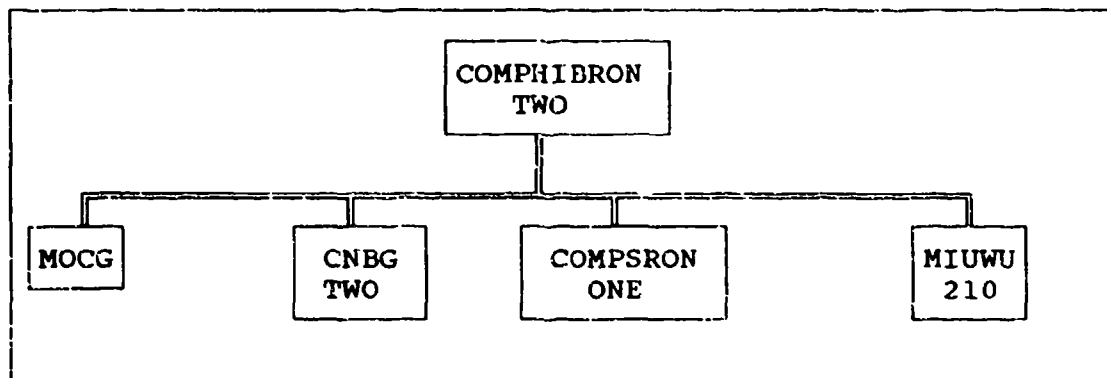 COMPHIBRON
TWO
MOCG
CNBG
TWO
COMPSRON
ONE
MIUWU
210